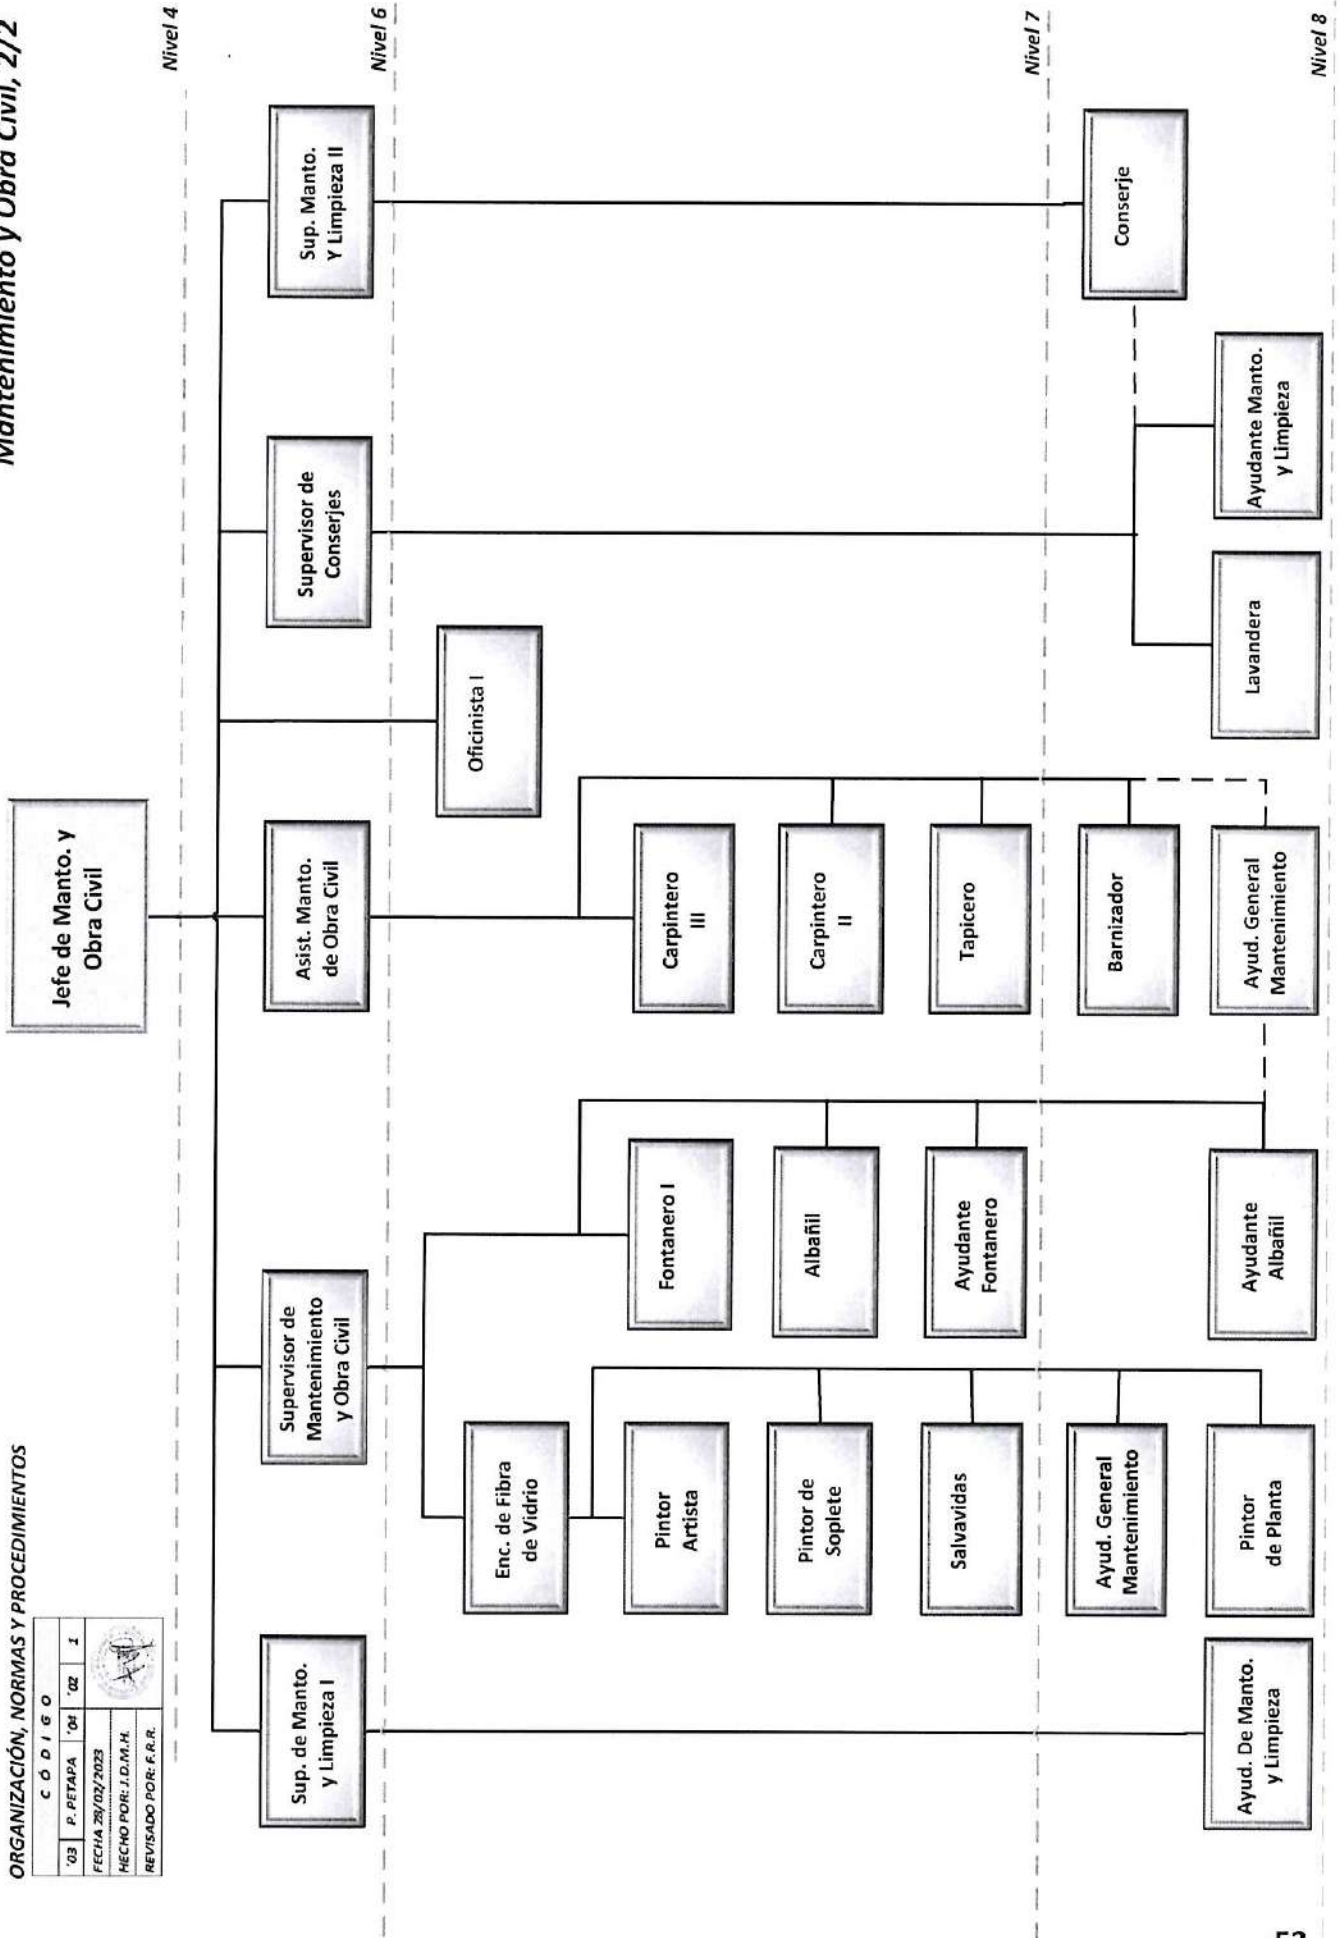 Mantenimiento y Obra Civil, 2/2
ORGANIZACIÓN, NORMAS Y PROCEDIMIENTOS
CÓDIGO
'03 P. PETAPA '04 '02 1
FECHA 28/02/2023
HECHO POR: J.D.M.H.
REVISADO POR: F.R.R.
Jefe de Manto. y
Obra Civil
Nivel 4
Sup. de Manto.
y Limpieza I
Supervisor de
Mantenimiento
y Obra Civil
Asist. Manto.
de Obra Civil
Supervisor de
Conserjes
Sup. Manto.
Y Limpieza II
Nivel 6
Enc. de Fibra
de Vidrio
Oficinista I
Pintor
Artista
Fontanero I
Carpintero
III
Pintor de
Soplete
Albañil
Carpintero
II
Salvavidas
Ayudante
Fontanero
Tapicero
Nivel 7
Ayud. General
Mantenimiento
Barnizador
Conserje
Ayud. De Manto.
y Limpieza
Pintor
de Planta
Ayudante
Albañil
Ayud. General
Mantenimiento
Lavandera
Ayudante Manto.
y Limpieza
Nivel 8